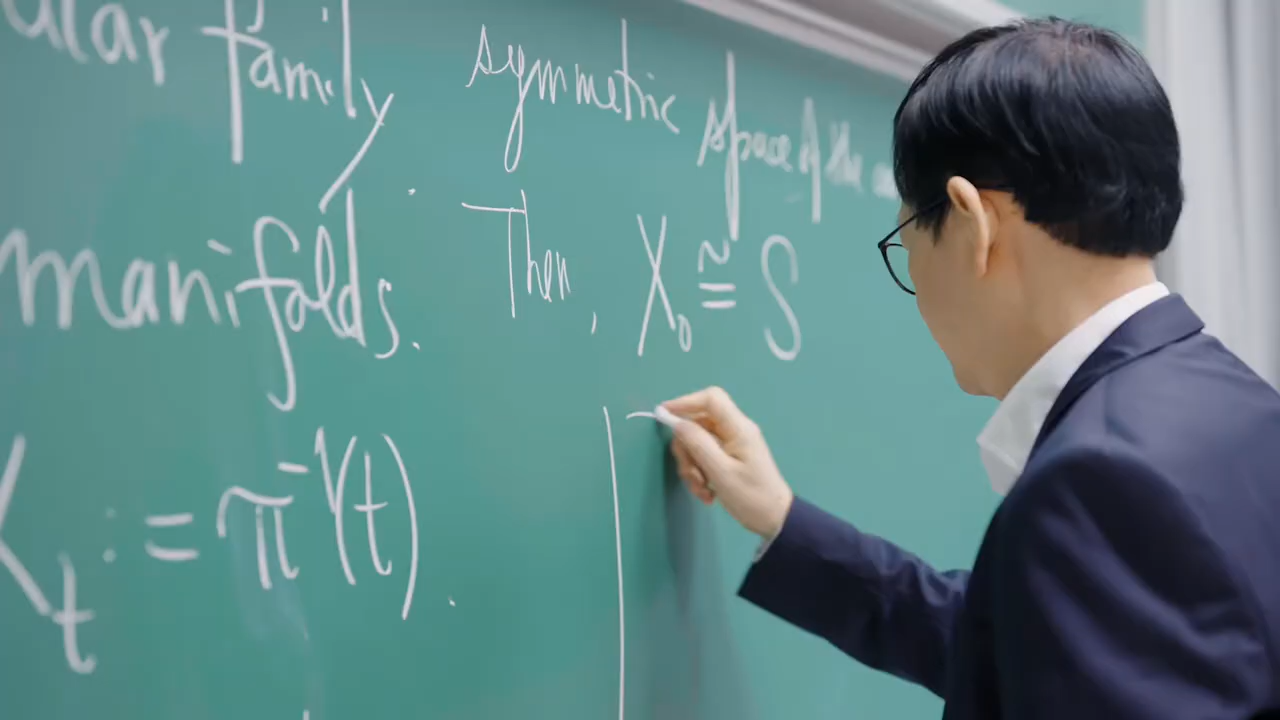 ular family
manifolds.
X_t := π⁻¹(t).
symmetric space of the
Then, X₀ ≅ S